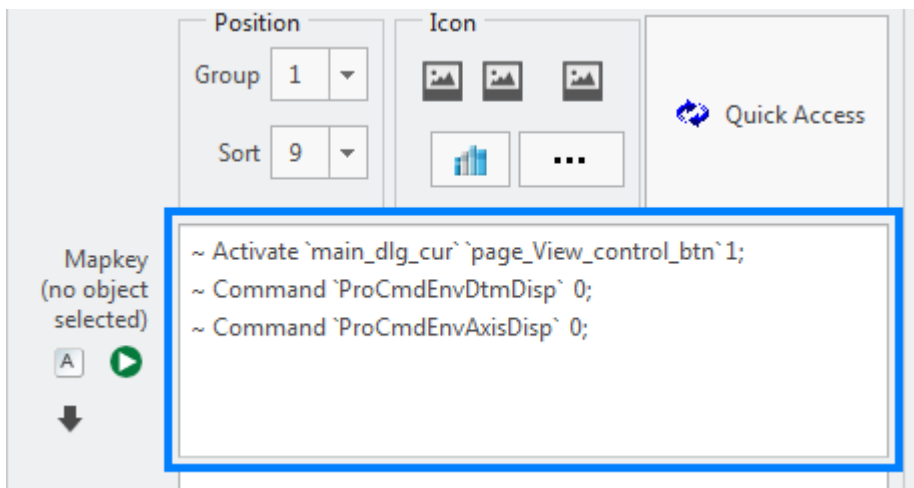 Position
Icon
Group 1
Sort 9
Quick Access
Mapkey
(no object
selected)
A
~ Activate `main_dlg_cur` `page_View_control_btn` 1;
~ Command `ProCmdEnvDtmDisp` 0;
~ Command `ProCmdEnvAxisDisp` 0;